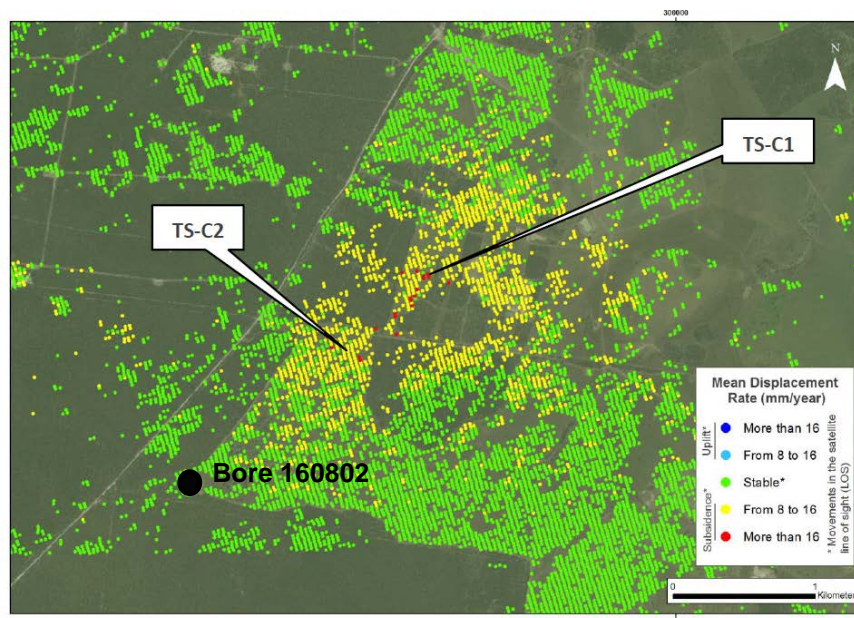 300000
N
TS-C1
TS-C2
Bore 160802
Mean Displacement
Rate (mm/year)
Uplift*
More than 16
From 8 to 16
Stable*
Subsidence*
From 8 to 16
More than 16
* Movements in the satellite
line of sight (LOS)
0
1
Kilometer